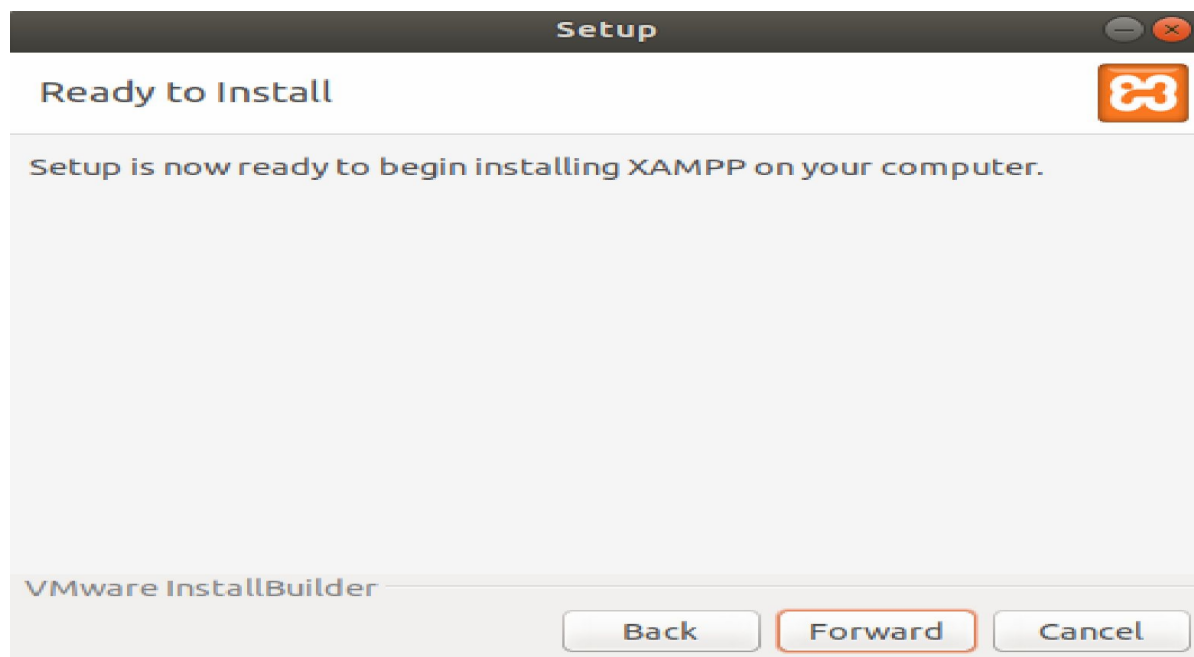 Setup
Ready to Install
Setup is now ready to begin installing XAMPP on your computer.
VMware InstallBuilder
Back Forward Cancel